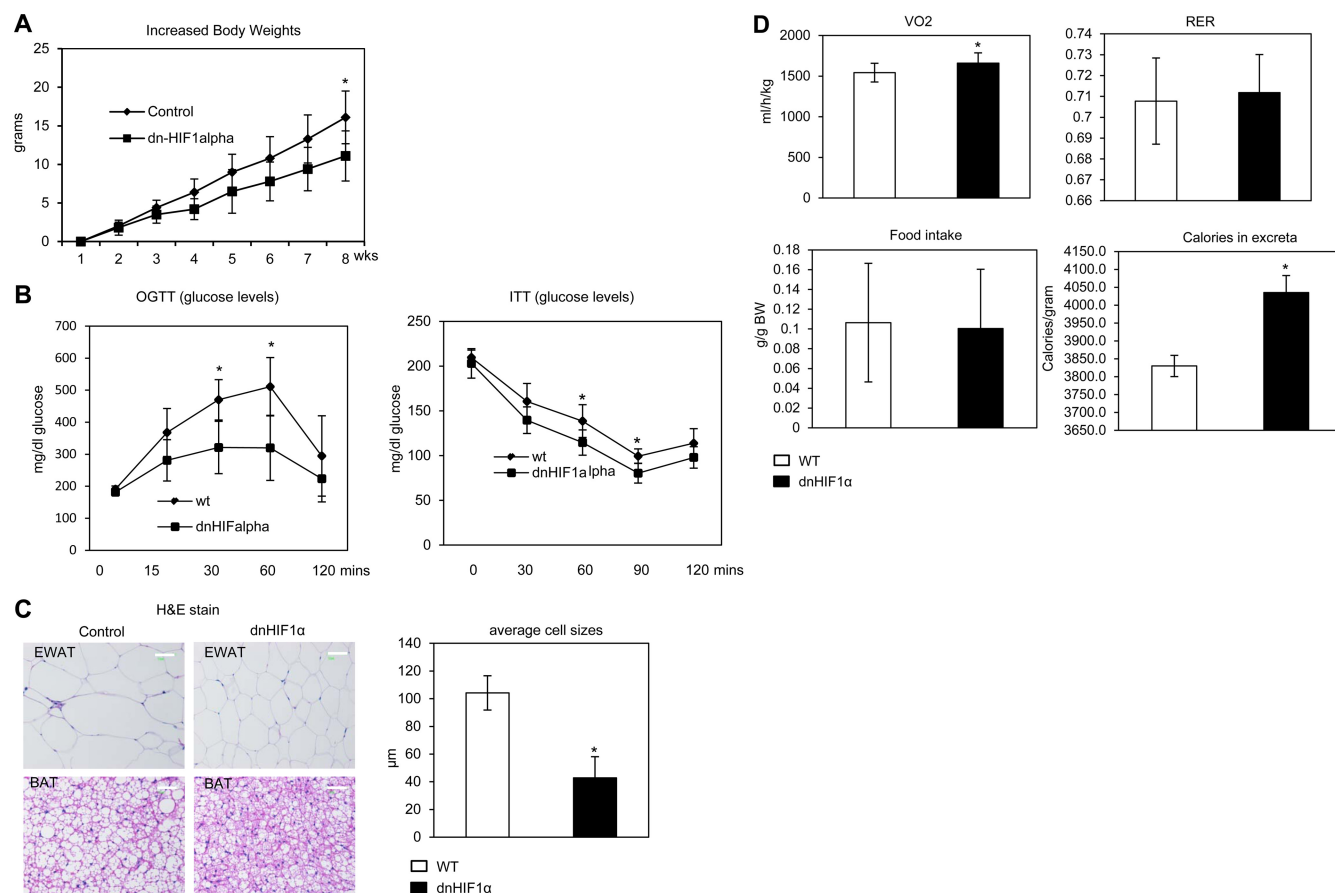 A
Increased Body Weights
25
20
15
10
5
0
grams
Control
dn-HIF1alpha
*
1 2 3 4 5 6 7 8 wks
B
OGTT (glucose levels)
700
600
500
400
300
200
100
0
mg/dl glucose
* *
wt
dnHIFalpha
0 15 30 60 120 mins
ITT (glucose levels)
250
200
150
100
50
0
mg/dl glucose
* *
wt
dnHIF1alpha
0 30 60 90 120 mins
C
H&E stain
Control dnHIF1α
EWAT EWAT
BAT BAT
average cell sizes
140
120
100
80
60
40
20
0
µm
*
WT
dnHIF1α
D
VO2
2000
1500
1000
500
0
ml/h/kg
*
RER
0.74
0.73
0.72
0.71
0.7
0.69
0.68
0.67
0.66
Food intake
0.18
0.16
0.14
0.12
0.1
0.08
0.06
0.04
0.02
0
g/g BW
Calories in excreta
4150.0
4100.0
4050.0
4000.0
3950.0
3900.0
3850.0
3800.0
3750.0
3700.0
3650.0
Calories/gram
*
WT
dnHIF1α